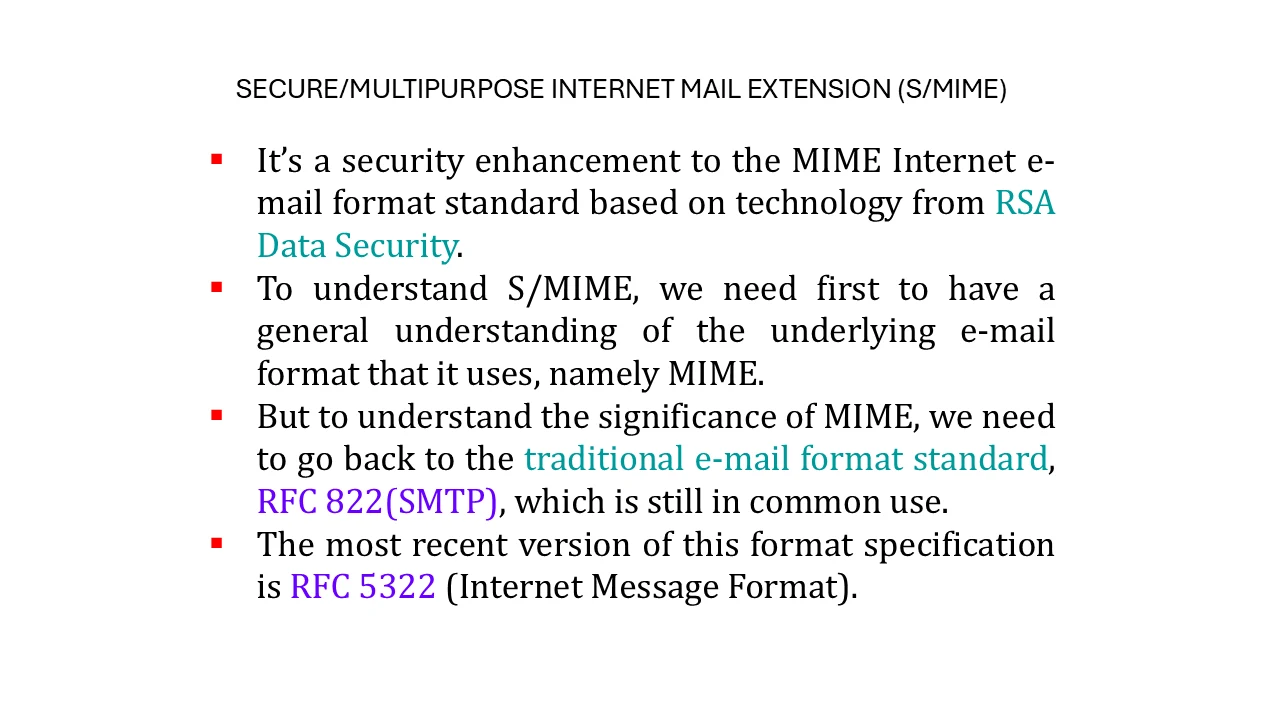 SECURE/MULTIPURPOSE INTERNET MAIL EXTENSION (S/MIME)
▪ It’s a security enhancement to the MIME Internet e-
mail format standard based on technology from RSA
Data Security.
▪ To understand S/MIME, we need first to have a
general understanding of the underlying e-mail
format that it uses, namely MIME.
▪ But to understand the significance of MIME, we need
to go back to the traditional e-mail format standard,
RFC 822(SMTP), which is still in common use.
▪ The most recent version of this format specification
is RFC 5322 (Internet Message Format).